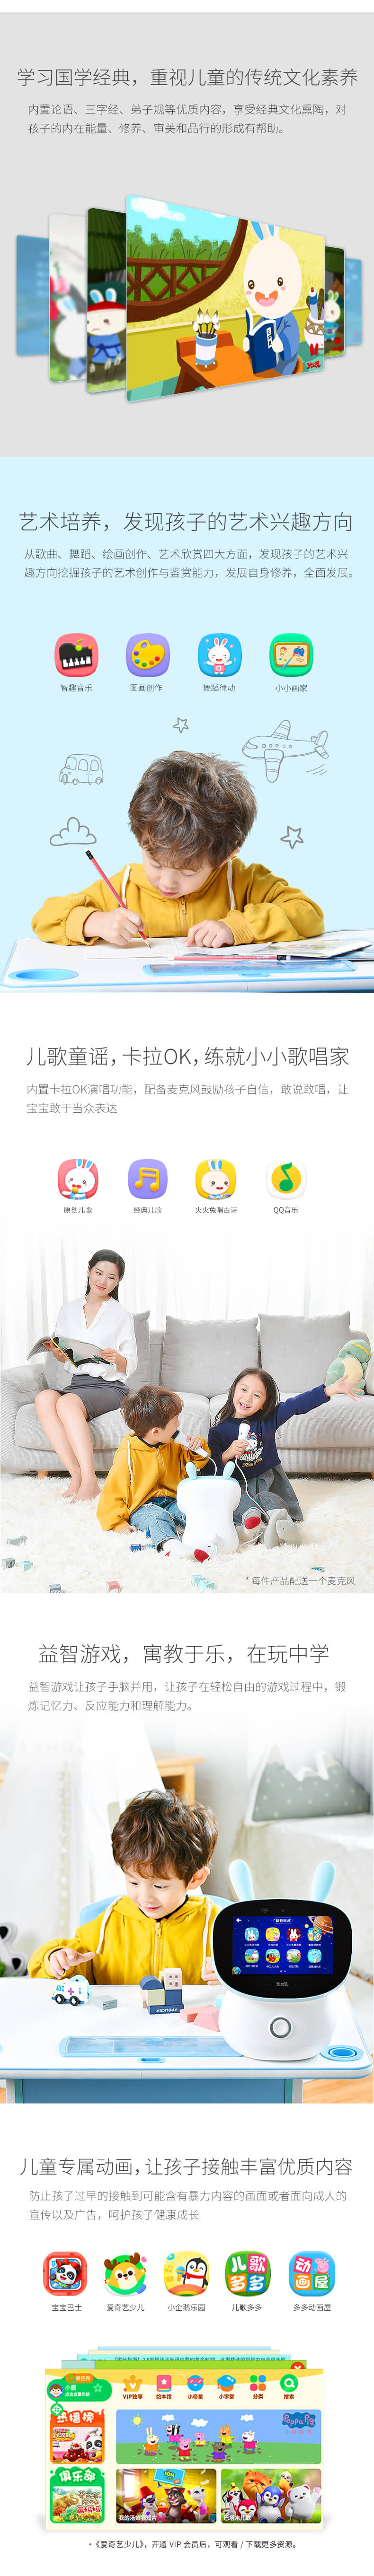 学习国学经典，重视儿童的传统文化素养
内置论语、三字经、弟子规等优质内容，享受经典文化熏陶，对
孩子的内在能量、修养、审美和品行的形成有帮助。
艺术培养，发现孩子的艺术兴趣方向
从歌曲、舞蹈、绘画创作、艺术欣赏四大方面，发现孩子的艺术兴
趣方向挖掘孩子的艺术创作与鉴赏能力，发展自身修养，全面发展。
智趣音乐 图画创作 舞蹈律动 小小画家
儿歌童谣，卡拉OK，练就小小歌唱家
内置卡拉OK演唱功能，配备麦克风鼓励孩子自信，敢说敢唱，让
宝宝敢于当众表达
原创儿歌 经典儿歌 火火兔唱古诗 QQ音乐
*每件产品配送一个麦克风
益智游戏，寓教于乐，在玩中学
益智游戏让孩子手脑并用，让孩子在轻松自由的游戏过程中，锻
炼记忆力、反应能力和理解能力。
儿童专属动画，让孩子接触丰富优质内容
防止孩子过早的接触到可能含有暴力内容的画面或者面向成人的
宣传以及广告，呵护孩子健康成长
儿歌多多 动画屋
宝宝巴士 爱奇艺少儿 小企鹅乐园 儿歌多多 多多动画屋
VIP独享 绘本馆 小奇星 小学堂 分类 搜索
热播榜
Peppa Pig
俱乐部
•《爱奇艺少儿》，开通 VIP 会员后，可观看 / 下载更多资源。